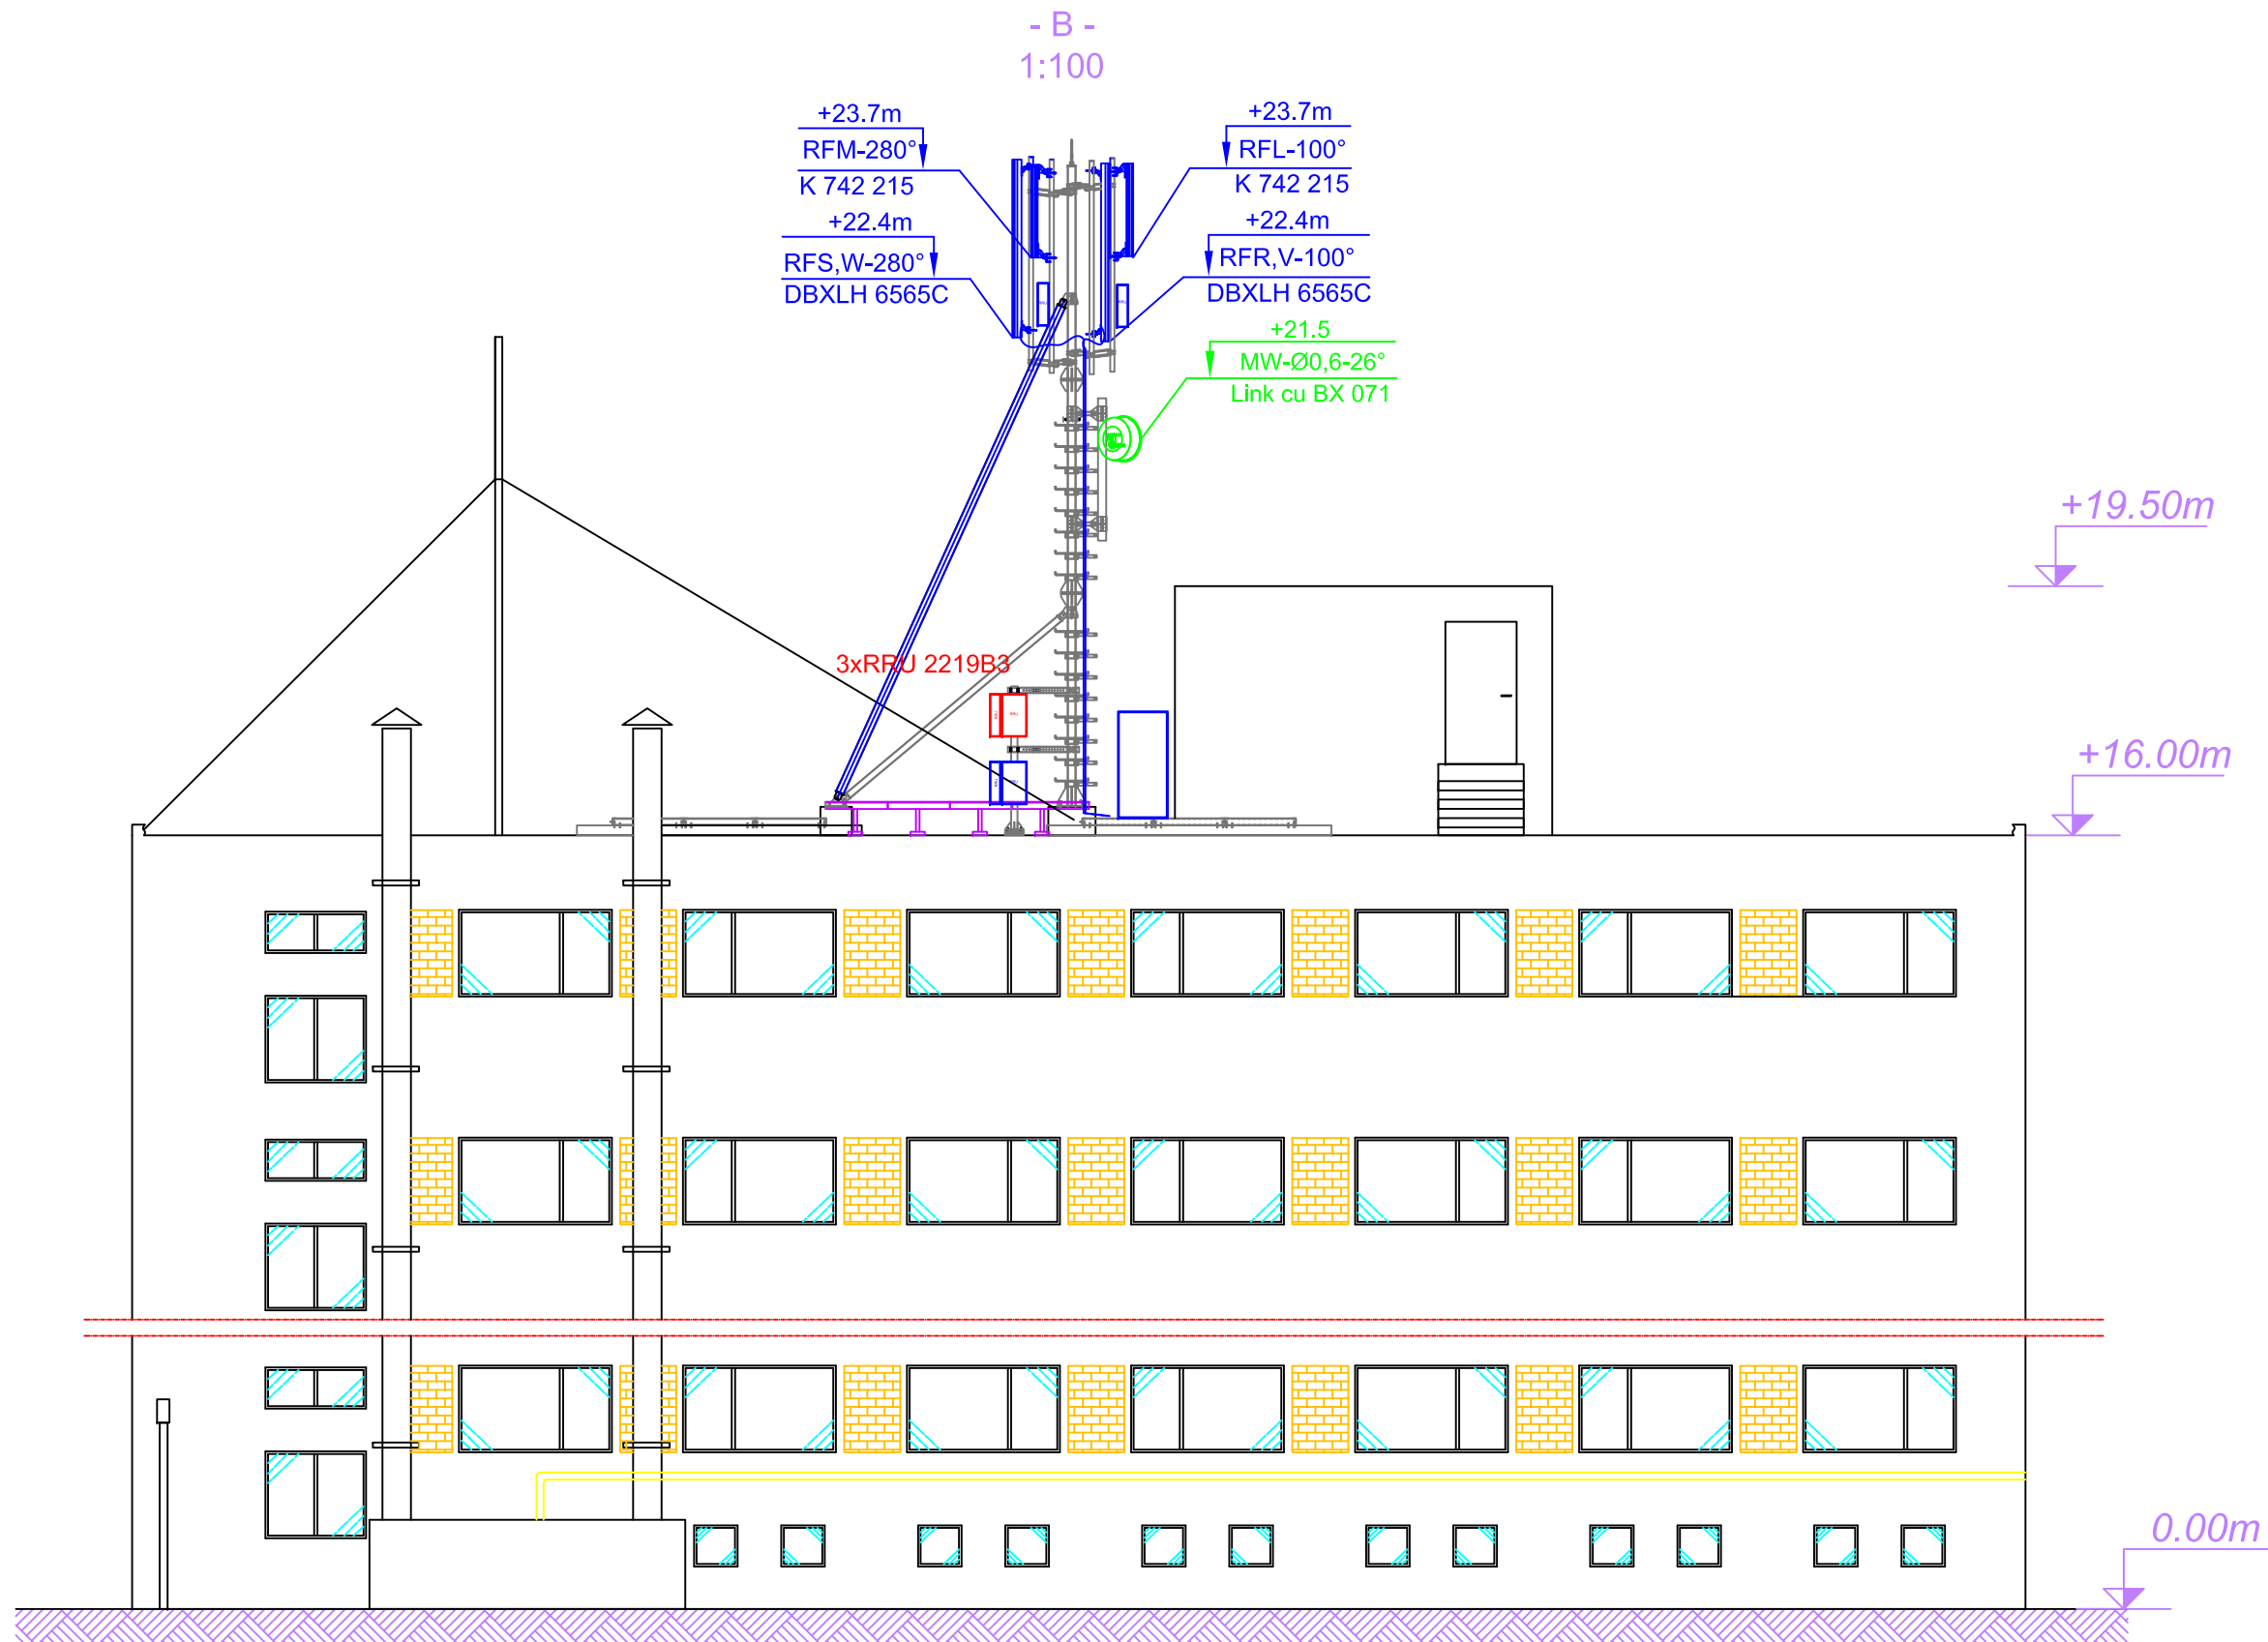 - B -
1:100
+23.7m
RFM-280°
K 742 215
+22.4m
RFS,W-280°
DBXLH 6565C
+23.7m
RFL-100°
K 742 215
+22.4m
RFR,V-100°
DBXLH 6565C
+21.5
MW-Ø0,6-26°
Link cu BX 071
+19.50m
3xRRU 2219B3
+16.00m
0.00m